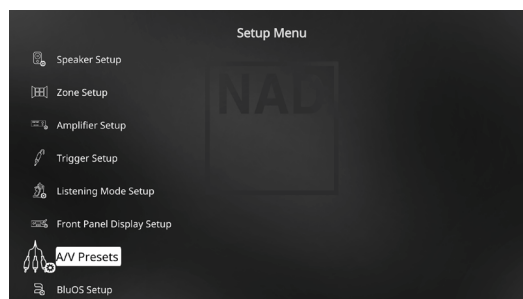 Setup Menu
Speaker Setup
Zone Setup
Amplifier Setup
Trigger Setup
Listening Mode Setup
Front Panel Display Setup
A/V Presets
BluOS Setup
NAD